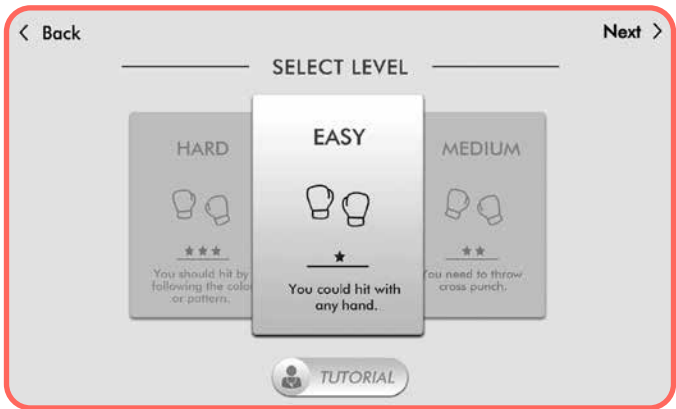 Back
Next
SELECT LEVEL
HARD
You should hit by
following the color
or pattern.
EASY
You could hit with
any hand.
MEDIUM
You need to throw
cross punch.
TUTORIAL